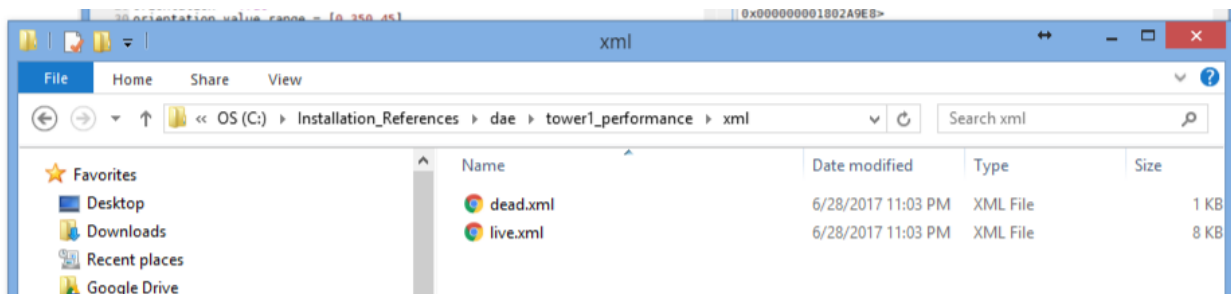 0x000000001802A9E8>
xml
File Home Share View
« OS (C:) Installation_References dae tower1_performance xml Search xml
Name Date modified Type Size
Favorites
Desktop
Downloads
Recent places
Google Drive
dead.xml 6/28/2017 11:03 PM XML File 1 KB
live.xml 6/28/2017 11:03 PM XML File 8 KB